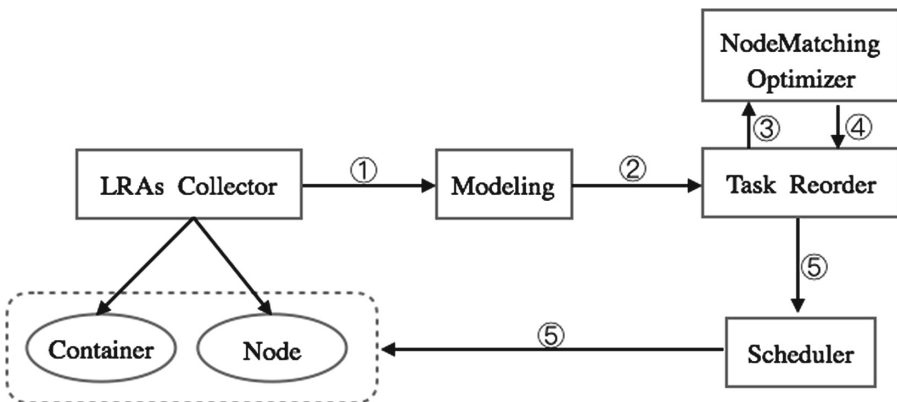 NodeMatching
Optimizer
③
④
LRAs Collector
①
Modeling
②
Task Reorder
⑤
Container
Node
⑤
Scheduler